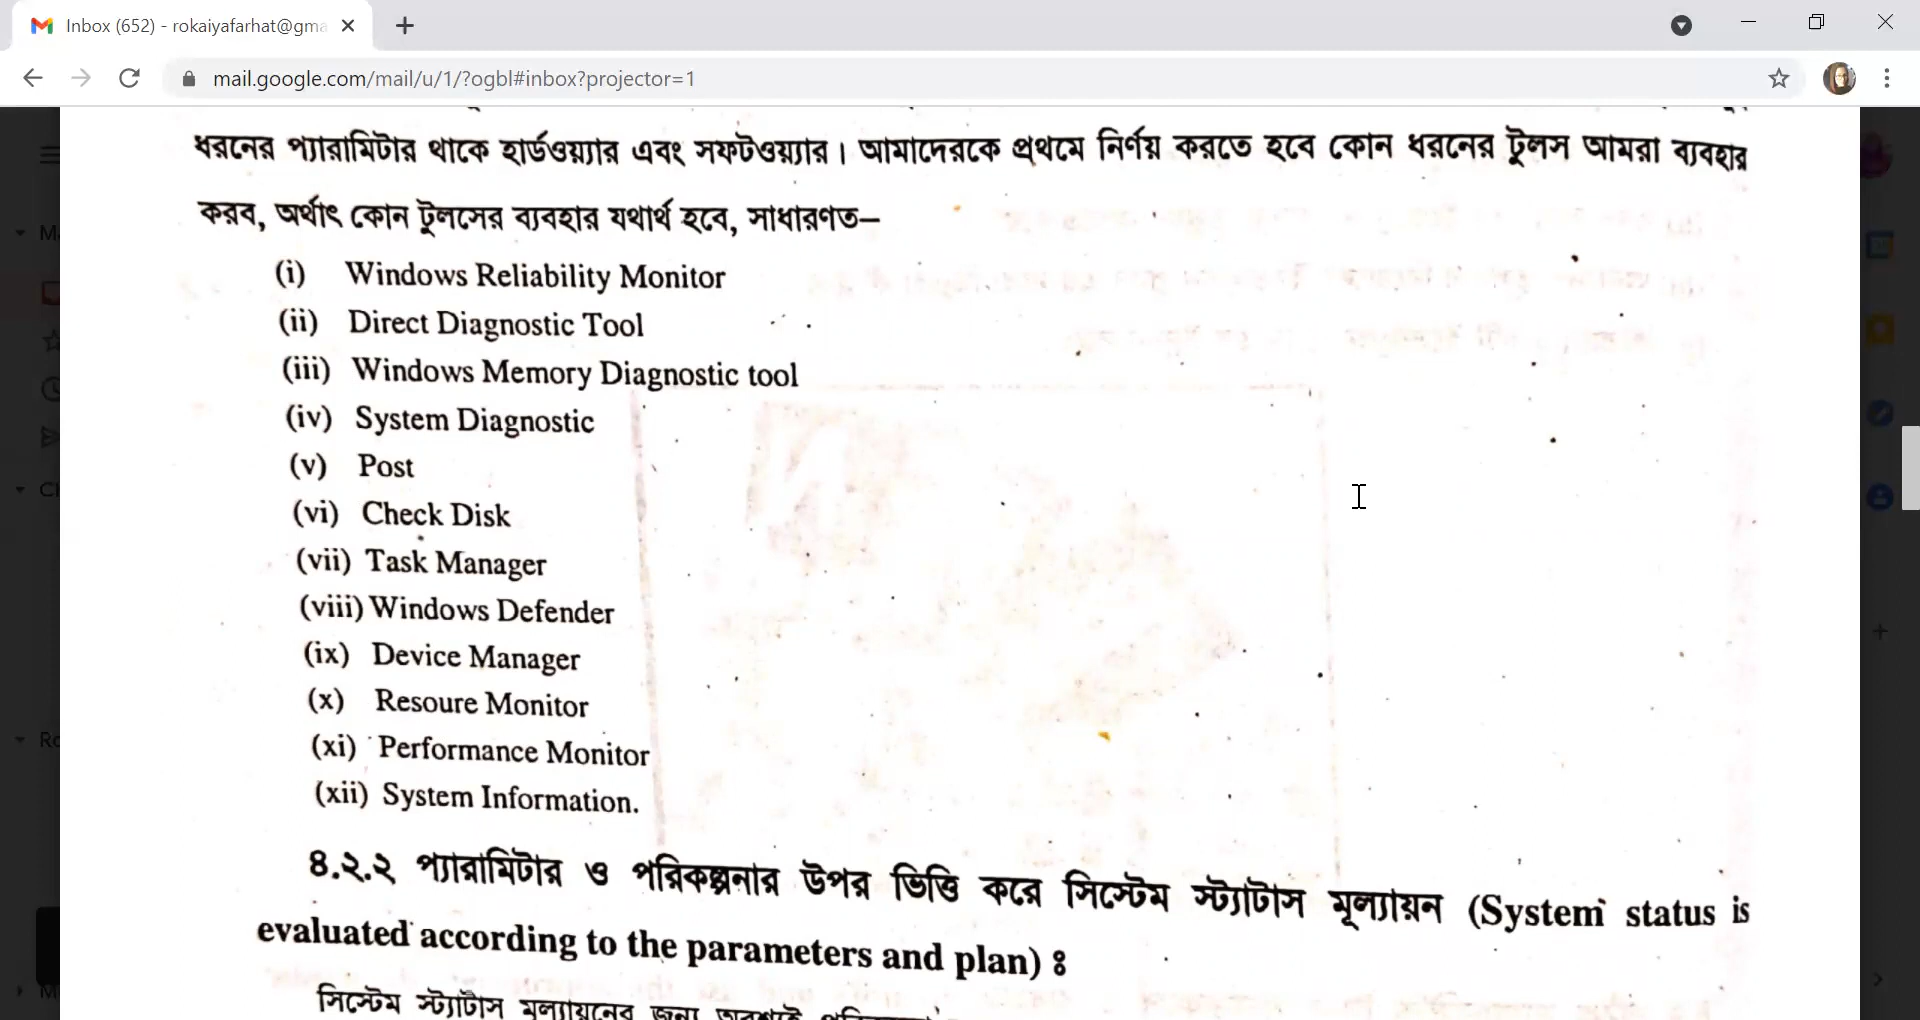 Inbox (652) - rokaiyafarhat@gma
mail.google.com/mail/u/1/?ogbl#inbox?projector=1
ধরনের প্যারামিটার থাকে হার্ডওয়্যার এবং সফটওয়্যার। আমাদেরকে প্রথমে নির্ণয় করতে হবে কোন ধরনের টুলস আমরা ব্যবহার
করব, অর্থাৎ কোন টুলসের ব্যবহার যথার্থ হবে, সাধারণত—
(i) Windows Reliability Monitor
(ii) Direct Diagnostic Tool
(iii) Windows Memory Diagnostic tool
(iv) System Diagnostic
(v) Post
(vi) Check Disk
(vii) Task Manager
(viii) Windows Defender
(ix) Device Manager
(x) Resoure Monitor
(xi) Performance Monitor
(xii) System Information.
৪.২.২ প্যারামিটার ও পরিকল্পনার উপর ভিত্তি করে সিস্টেম স্ট্যাটাস মূল্যায়ন (System status is
evaluated according to the parameters and plan) ঃ
সিস্টেম স্ট্যাটাস মূল্যায়নের জন্য